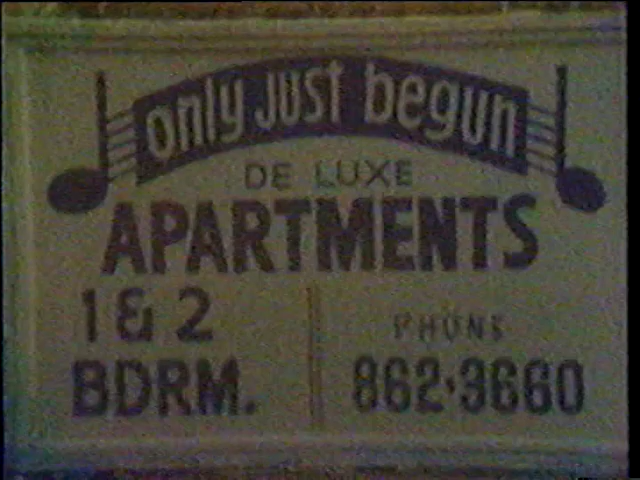 only just begun
DE LUXE
APARTMENTS
1 & 2
BDRM.
PHONE
862·3660